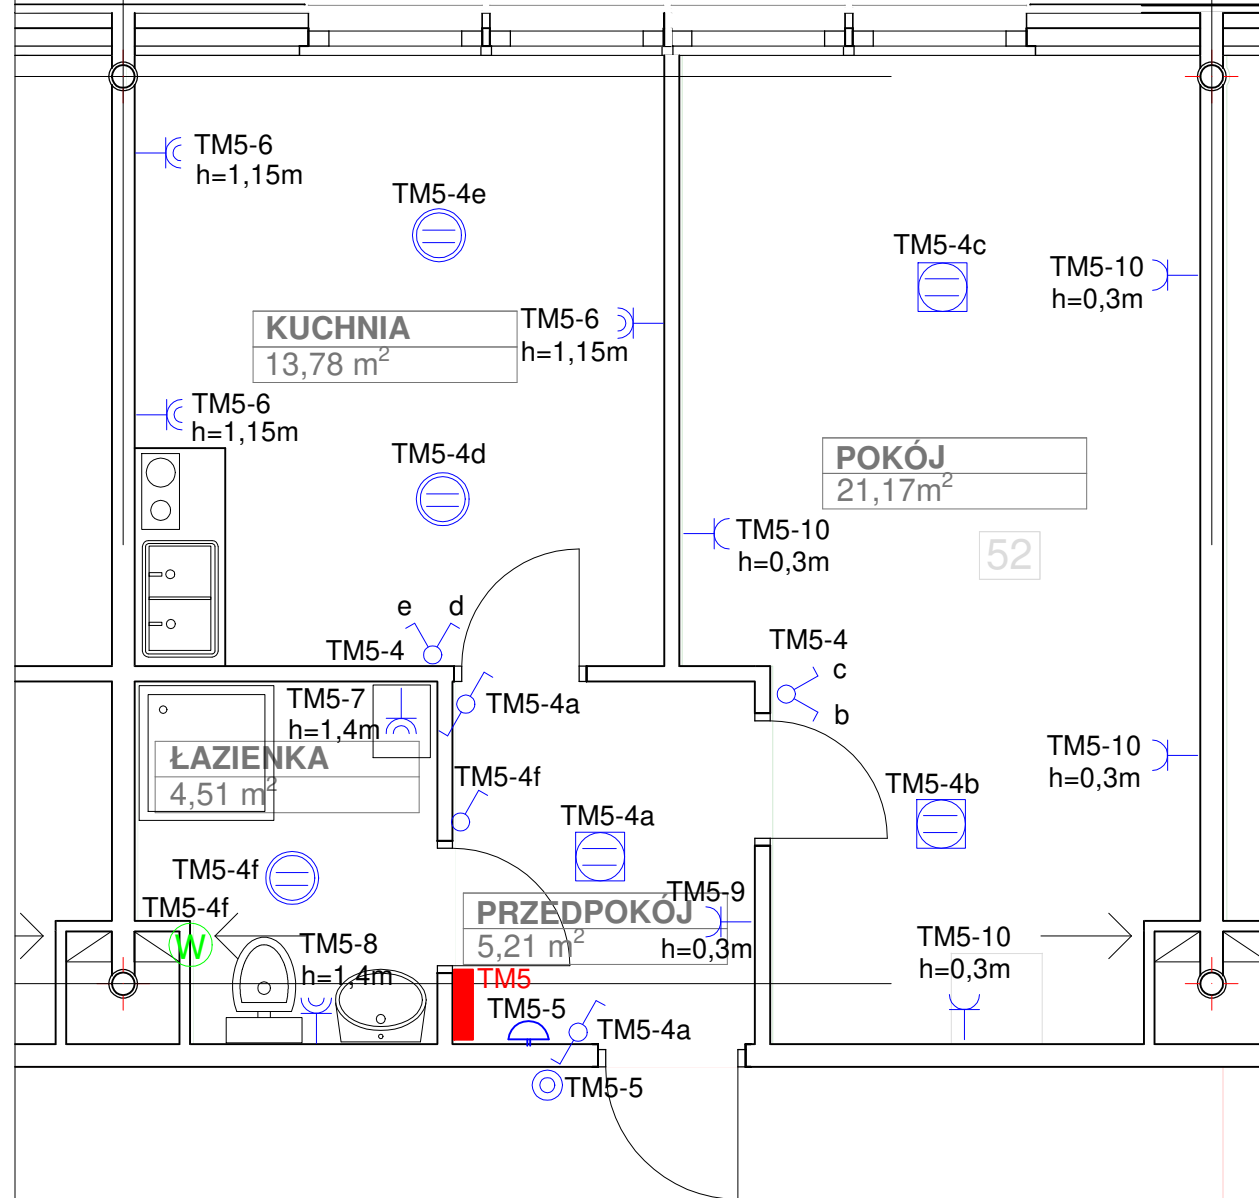 TM5-6
h=1,15m
TM5-4e
TM5-4c
TM5-10
h=0,3m
KUCHNIA
13,78 m²
TM5-6
h=1,15m
TM5-6
h=1,15m
TM5-4d
POKÓJ
21,17m²
TM5-10
h=0,3m
52
e d
TM5-4
TM5-4
c
b
TM5-7
h=1,4m
TM5-4a
ŁAZIENKA
4,51 m²
TM5-4f
TM5-10
h=0,3m
TM5-4b
TM5-4a
TM5-4f
TM5-4f
W
TM5-9
h=0,3m
PRZEDPOKÓJ
5,21 m²
TM5-8
h=1,4m
TM5-10
h=0,3m
TM5
TM5-5
TM5-4a
TM5-5